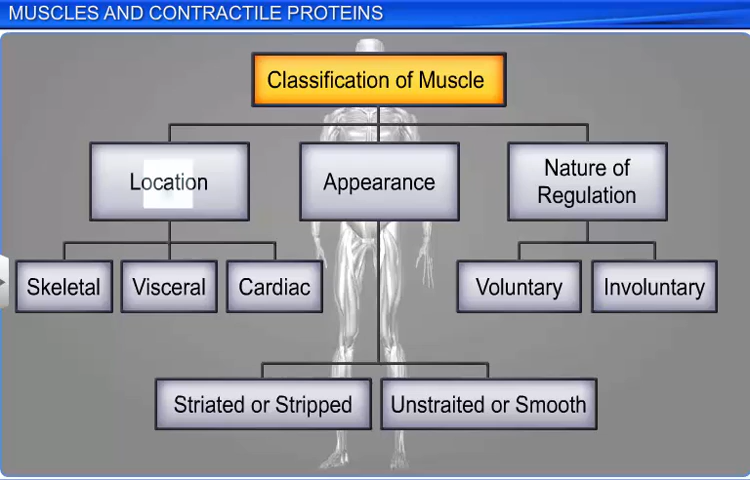 MUSCLES AND CONTRACTILE PROTEINS
Classification of Muscle
Location
Appearance
Nature of
Regulation
Skeletal
Visceral
Cardiac
Voluntary
Involuntary
Striated or Stripped
Unstraited or Smooth